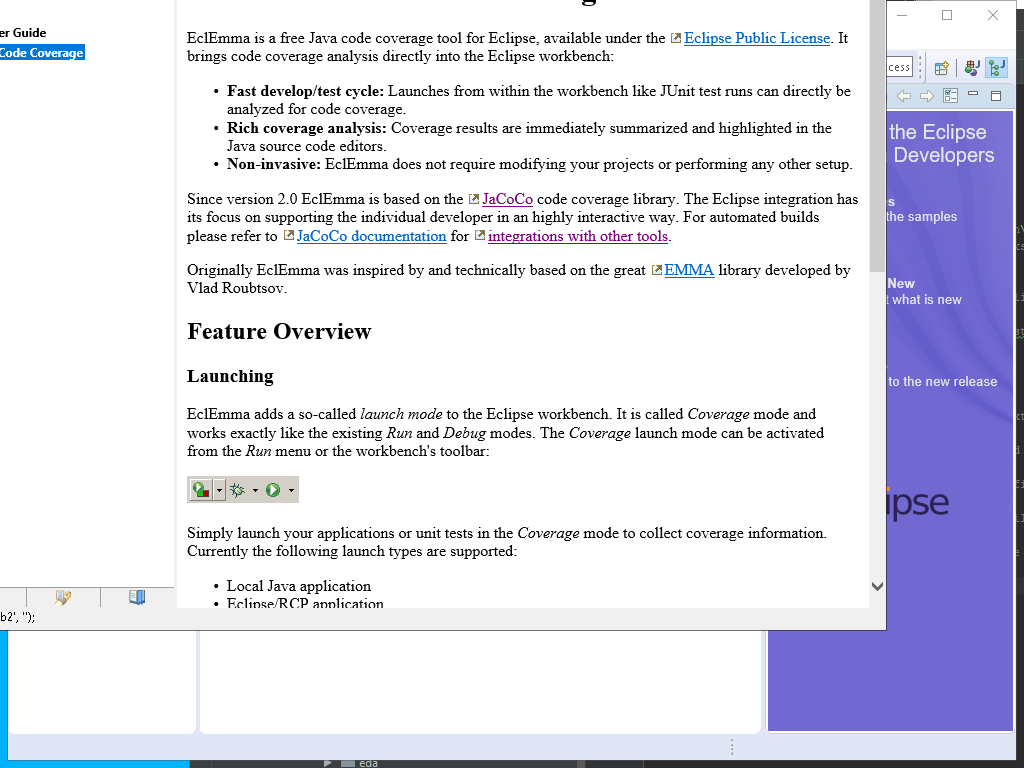 er Guide
Code Coverage
EclEmma is a free Java code coverage tool for Eclipse, available under the Eclipse Public License. It
brings code coverage analysis directly into the Eclipse workbench:
• Fast develop/test cycle: Launches from within the workbench like JUnit test runs can directly be
analyzed for code coverage.
• Rich coverage analysis: Coverage results are immediately summarized and highlighted in the
Java source code editors.
• Non-invasive: EclEmma does not require modifying your projects or performing any other setup.
Since version 2.0 EclEmma is based on the JaCoCo code coverage library. The Eclipse integration has
its focus on supporting the individual developer in an highly interactive way. For automated builds
please refer to JaCoCo documentation for integrations with other tools.
Originally EclEmma was inspired by and technically based on the great EMMA library developed by
Vlad Roubtsov.
Feature Overview
Launching
EclEmma adds a so-called launch mode to the Eclipse workbench. It is called Coverage mode and
works exactly like the existing Run and Debug modes. The Coverage launch mode can be activated
from the Run menu or the workbench's toolbar:
Simply launch your applications or unit tests in the Coverage mode to collect coverage information.
Currently the following launch types are supported:
• Local Java application
• Eclipse/RCP application
b2', '');
cess
the Eclipse
Developers
s
the samples
New
t what is new
to the new release
ipse
eda